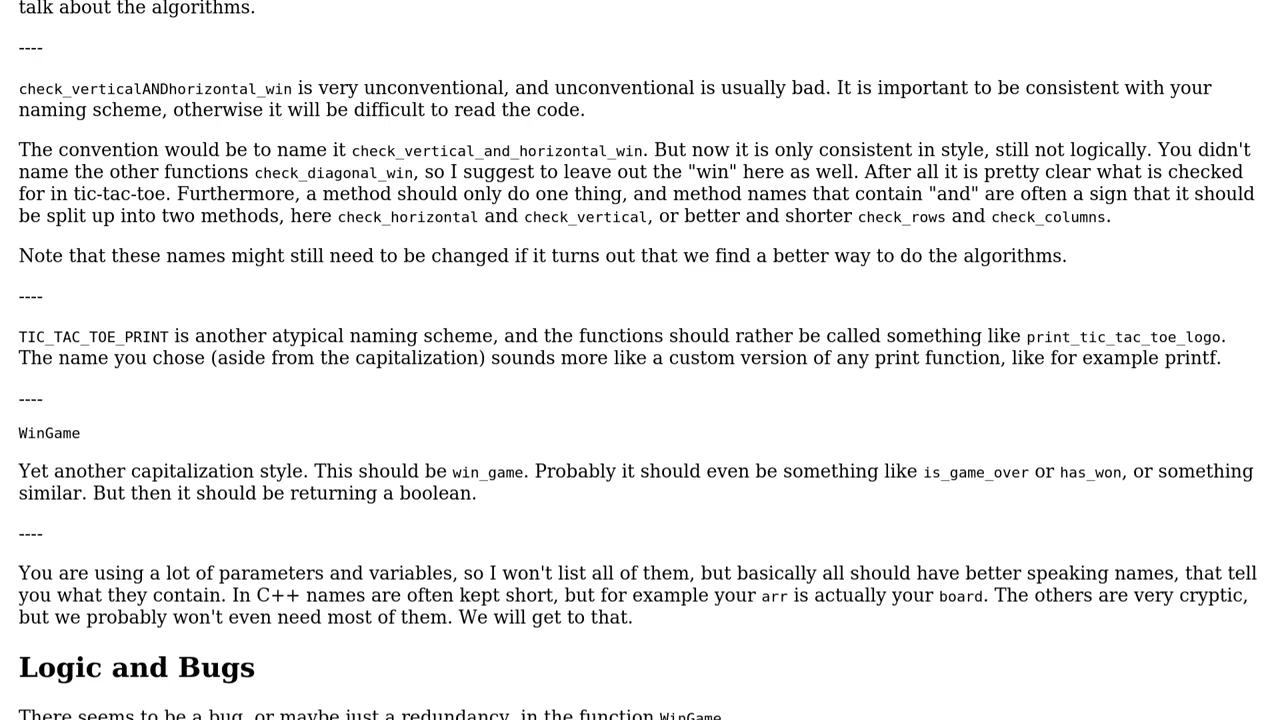 talk about the algorithms.
----
check_verticalANDhorizontal_win is very unconventional, and unconventional is usually bad. It is important to be consistent with your
naming scheme, otherwise it will be difficult to read the code.
The convention would be to name it check_vertical_and_horizontal_win. But now it is only consistent in style, still not logically. You didn't
name the other functions check_diagonal_win, so I suggest to leave out the "win" here as well. After all it is pretty clear what is checked
for in tic-tac-toe. Furthermore, a method should only do one thing, and method names that contain "and" are often a sign that it should
be split up into two methods, here check_horizontal and check_vertical, or better and shorter check_rows and check_columns.
Note that these names might still need to be changed if it turns out that we find a better way to do the algorithms.
----
TIC_TAC_TOE_PRINT is another atypical naming scheme, and the functions should rather be called something like print_tic_tac_toe_logo.
The name you chose (aside from the capitalization) sounds more like a custom version of any print function, like for example printf.
----
WinGame
Yet another capitalization style. This should be win_game. Probably it should even be something like is_game_over or has_won, or something
similar. But then it should be returning a boolean.
----
You are using a lot of parameters and variables, so I won't list all of them, but basically all should have better speaking names, that tell
you what they contain. In C++ names are often kept short, but for example your arr is actually your board. The others are very cryptic,
but we probably won't even need most of them. We will get to that.
Logic and Bugs
There seems to be a bug, or maybe just a redundancy, in the function WinGame.